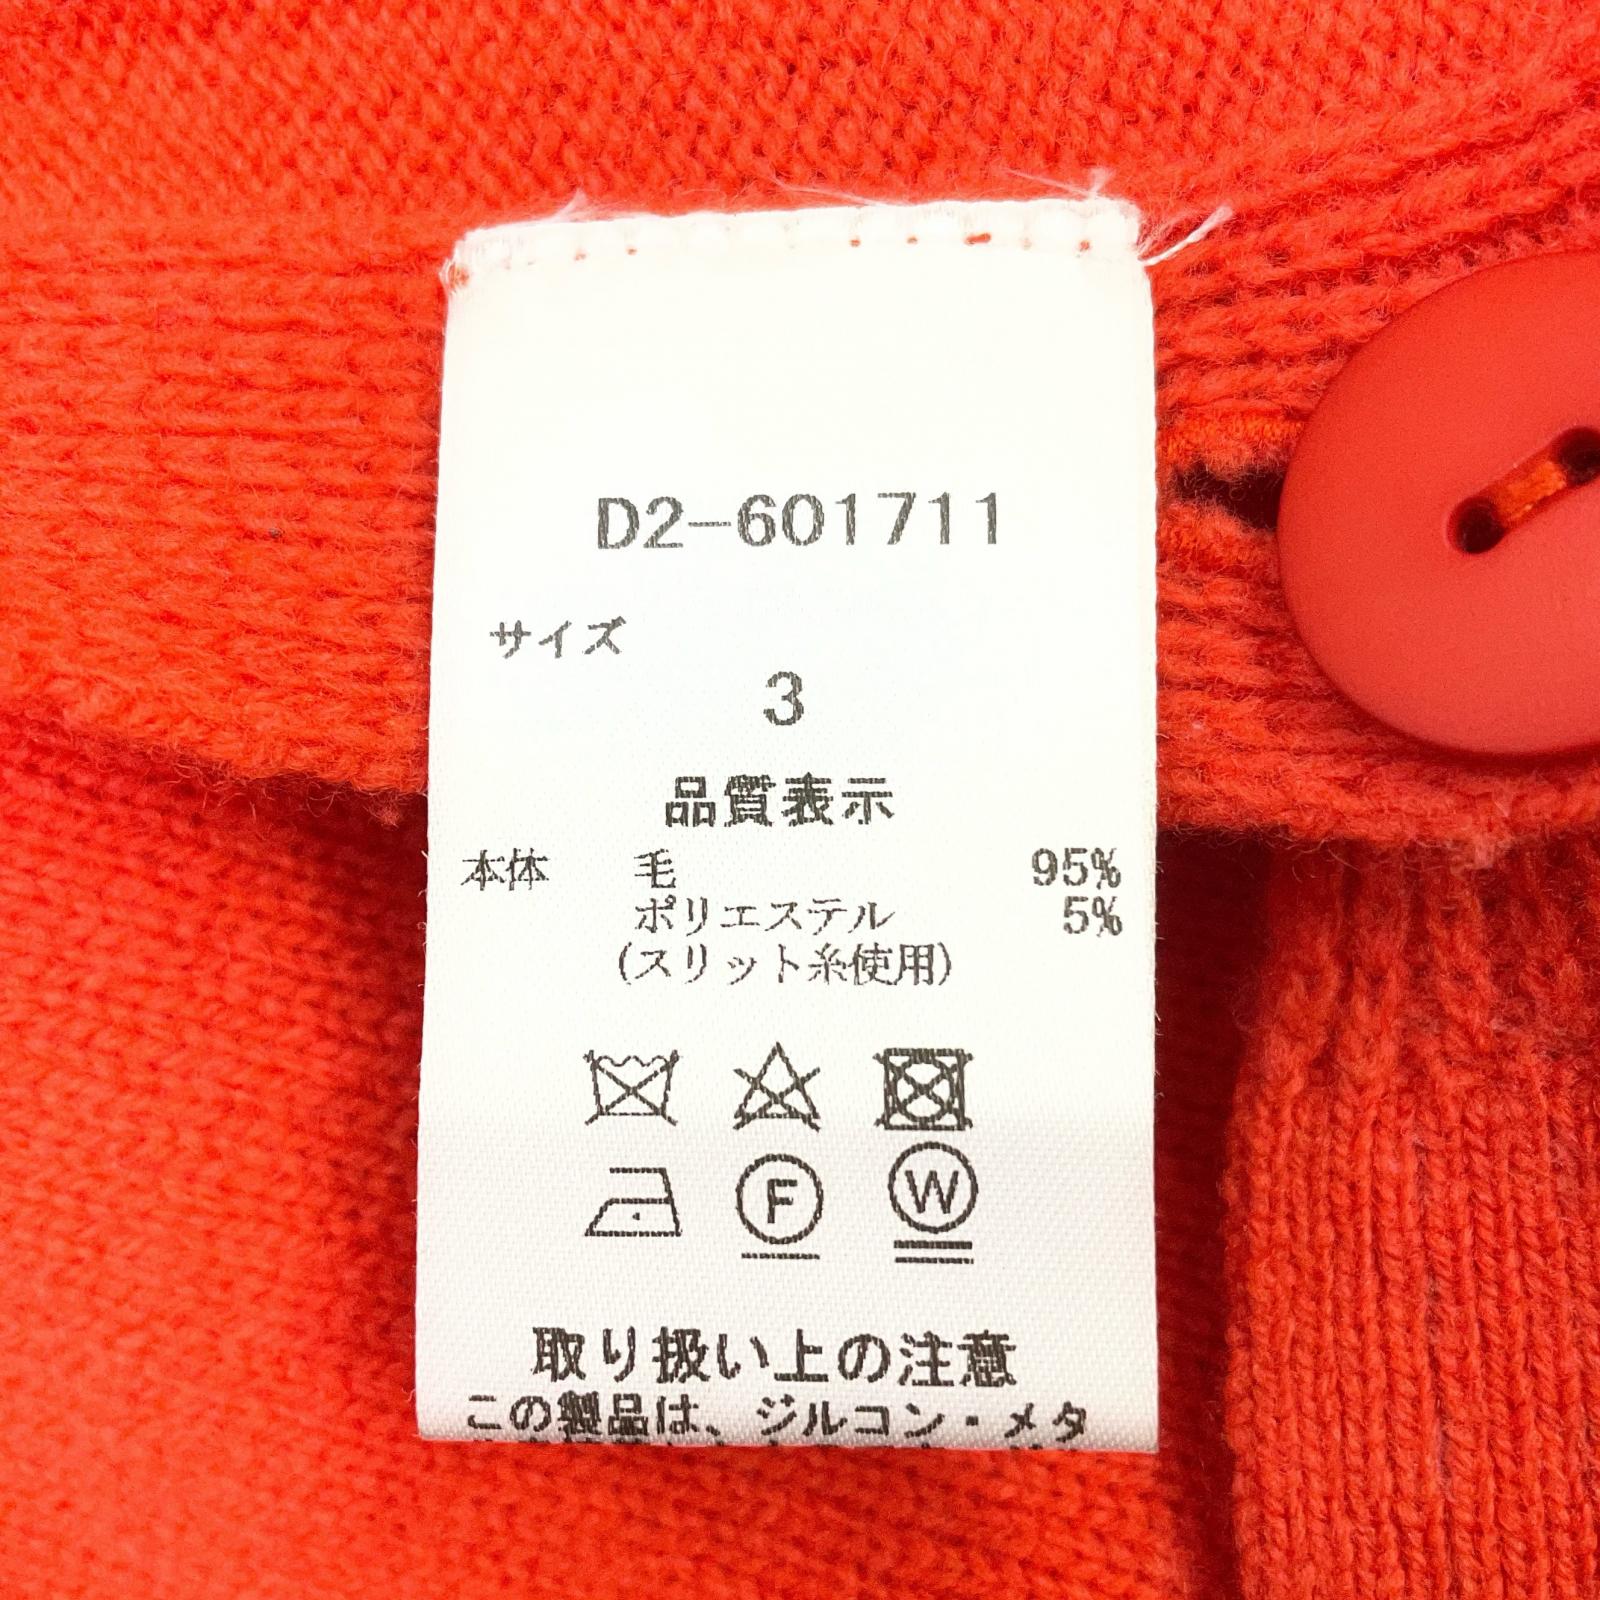 D2-601711
サイズ
3
品質表示
本体 毛 95%
ポリエステル 5%
(スリット糸使用)
F W
取り扱い上の注意
この製品は、ジルコン・メタ